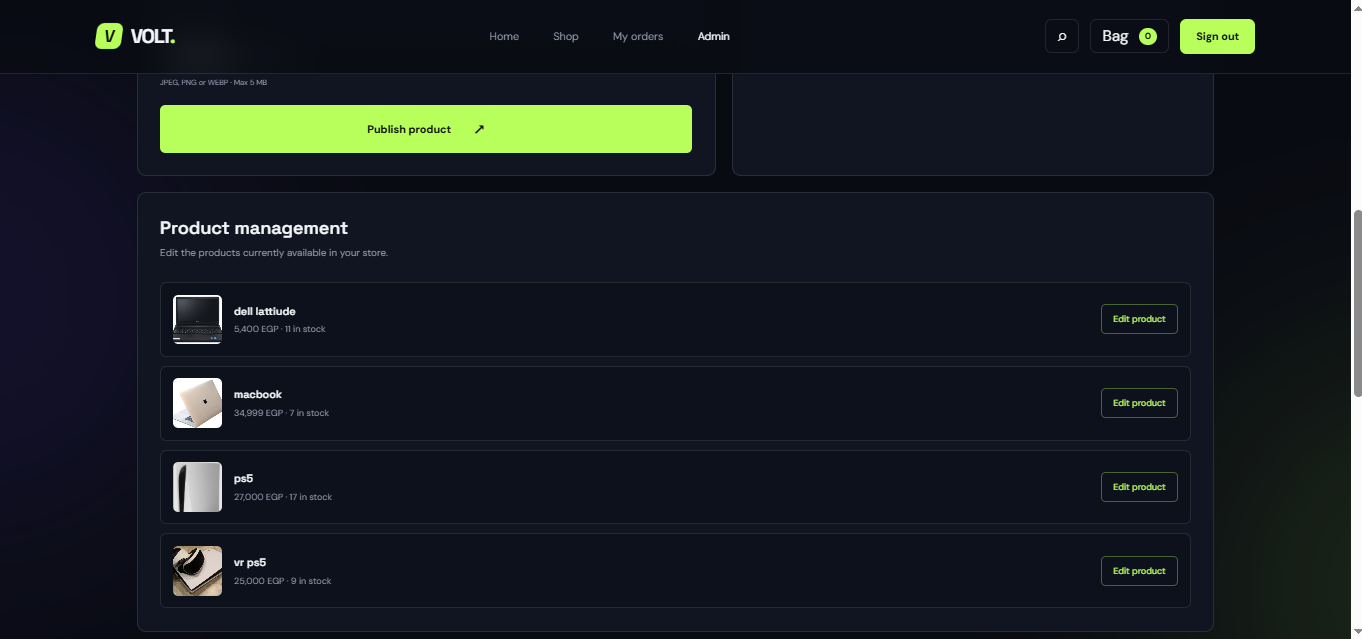 V VOLT.
Home Shop My orders Admin
Bag 0
Sign out
JPEG, PNG or WEBP · Max 5 MB
Publish product ↗
Product management
Edit the products currently available in your store.
dell lattiude
5,400 EGP · 11 in stock
Edit product
macbook
34,999 EGP · 7 in stock
Edit product
ps5
27,000 EGP · 17 in stock
Edit product
vr ps5
25,000 EGP · 9 in stock
Edit product